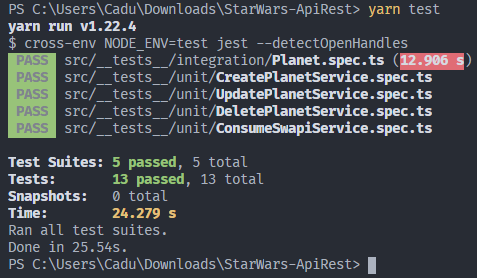 PS C:\Users\Cadu\Downloads\StarWars-ApiRest> yarn test
yarn run v1.22.4
$ cross-env NODE_ENV=test jest --detectOpenHandles
PASS src/__tests__/integration/Planet.spec.ts (12.906 s)
PASS src/__tests__/unit/CreatePlanetService.spec.ts
PASS src/__tests__/unit/UpdatePlanetService.spec.ts
PASS src/__tests__/unit/DeletePlanetService.spec.ts
PASS src/__tests__/unit/ConsumeSwapiService.spec.ts
Test Suites: 5 passed, 5 total
Tests: 13 passed, 13 total
Snapshots: 0 total
Time: 24.279 s
Ran all test suites.
Done in 25.54s.
PS C:\Users\Cadu\Downloads\StarWars-ApiRest>